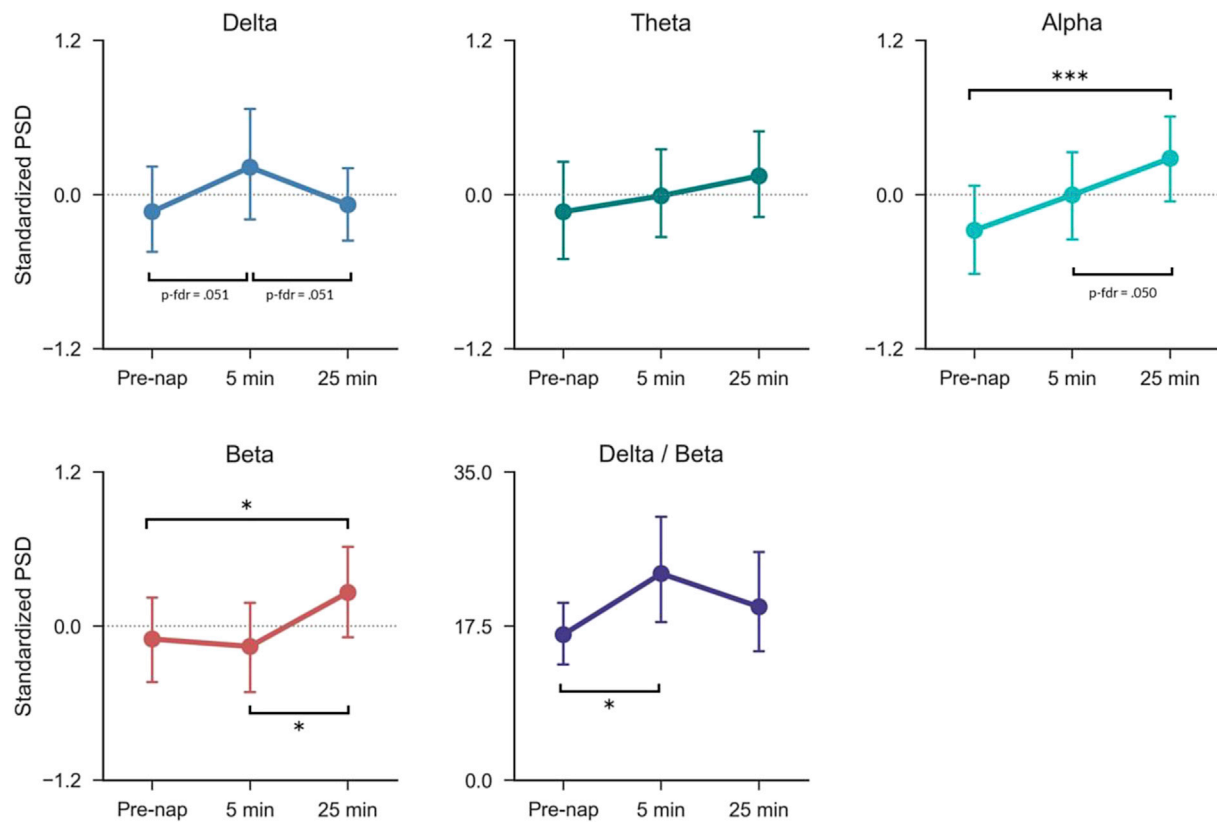 Delta
Theta
Alpha
1.2
1.2
1.2
***
Standardized PSD
0.0
0.0
0.0
p-fdr = .051
p-fdr = .051
p-fdr = .050
−1.2
−1.2
−1.2
Pre-nap 5 min 25 min
Pre-nap 5 min 25 min
Pre-nap 5 min 25 min
Beta
Delta / Beta
1.2
35.0
*
Standardized PSD
0.0
17.5
*
*
−1.2
0.0
Pre-nap 5 min 25 min
Pre-nap 5 min 25 min